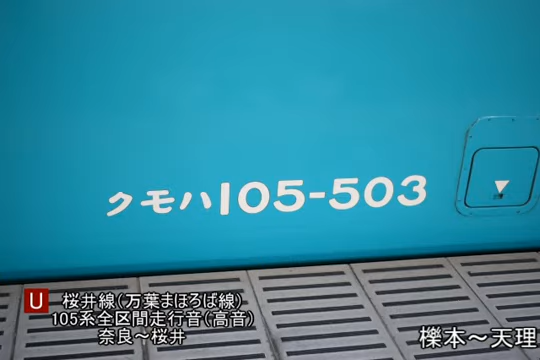 クモハ105-503
U 桜井線(万葉まほろば線)
105系全区間走行音(高音)
奈良～桜井
櫟本～天理